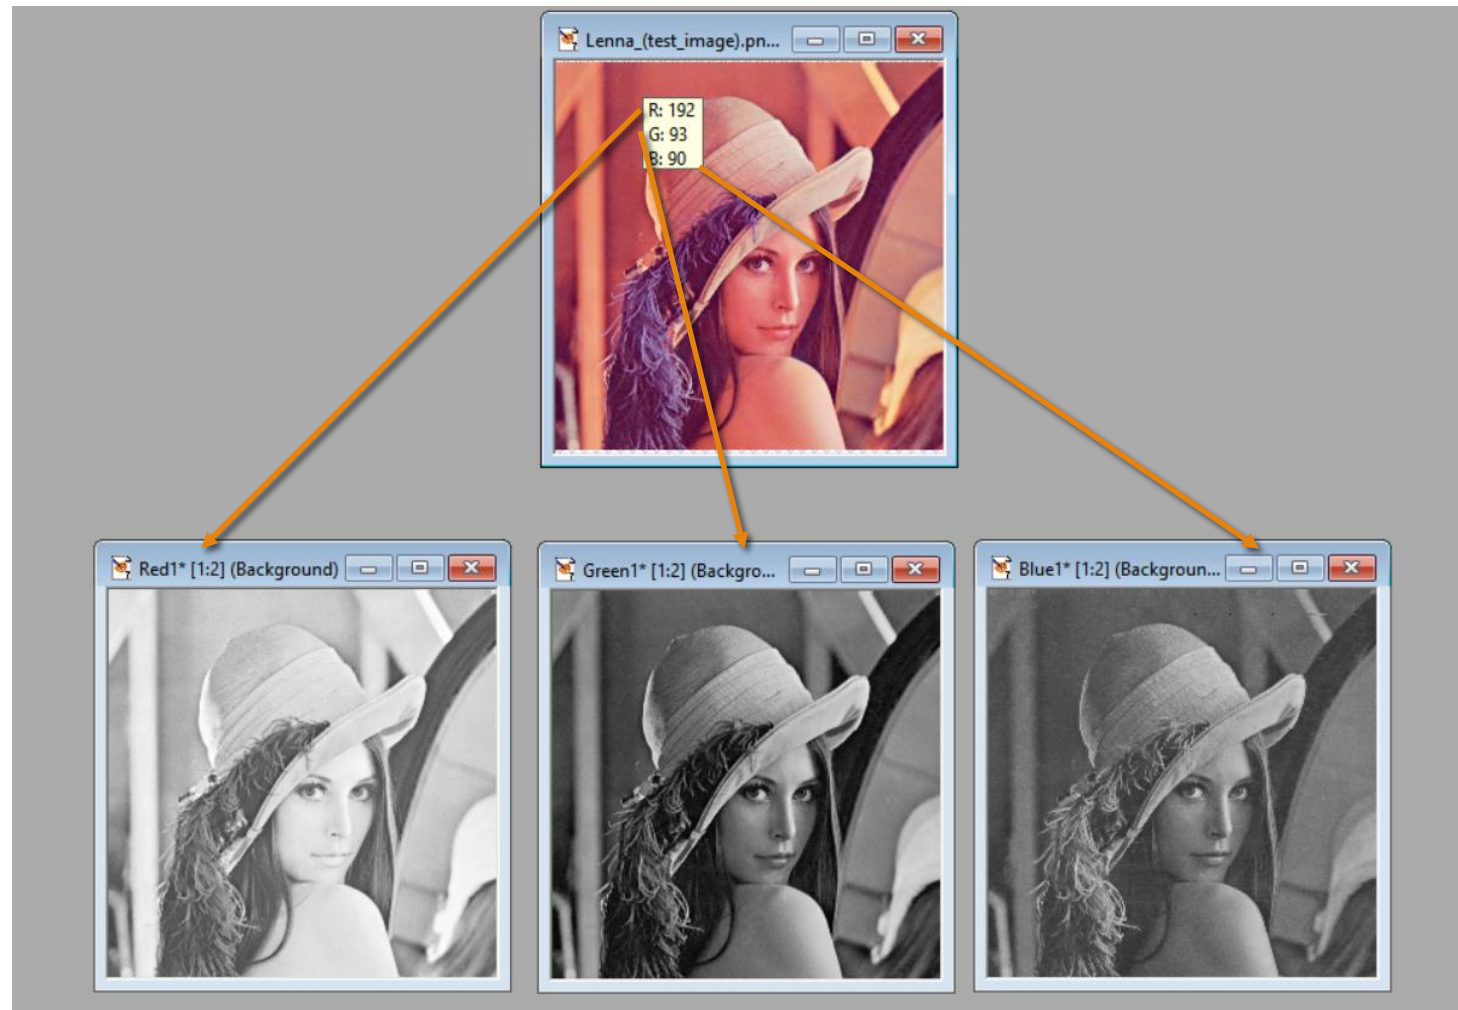 Lenna_(test_image).pn...
R: 192
G: 93
B: 90
Red1* [1:2] (Background)
Green1* [1:2] (Backgro...
Blue1* [1:2] (Backgroun...